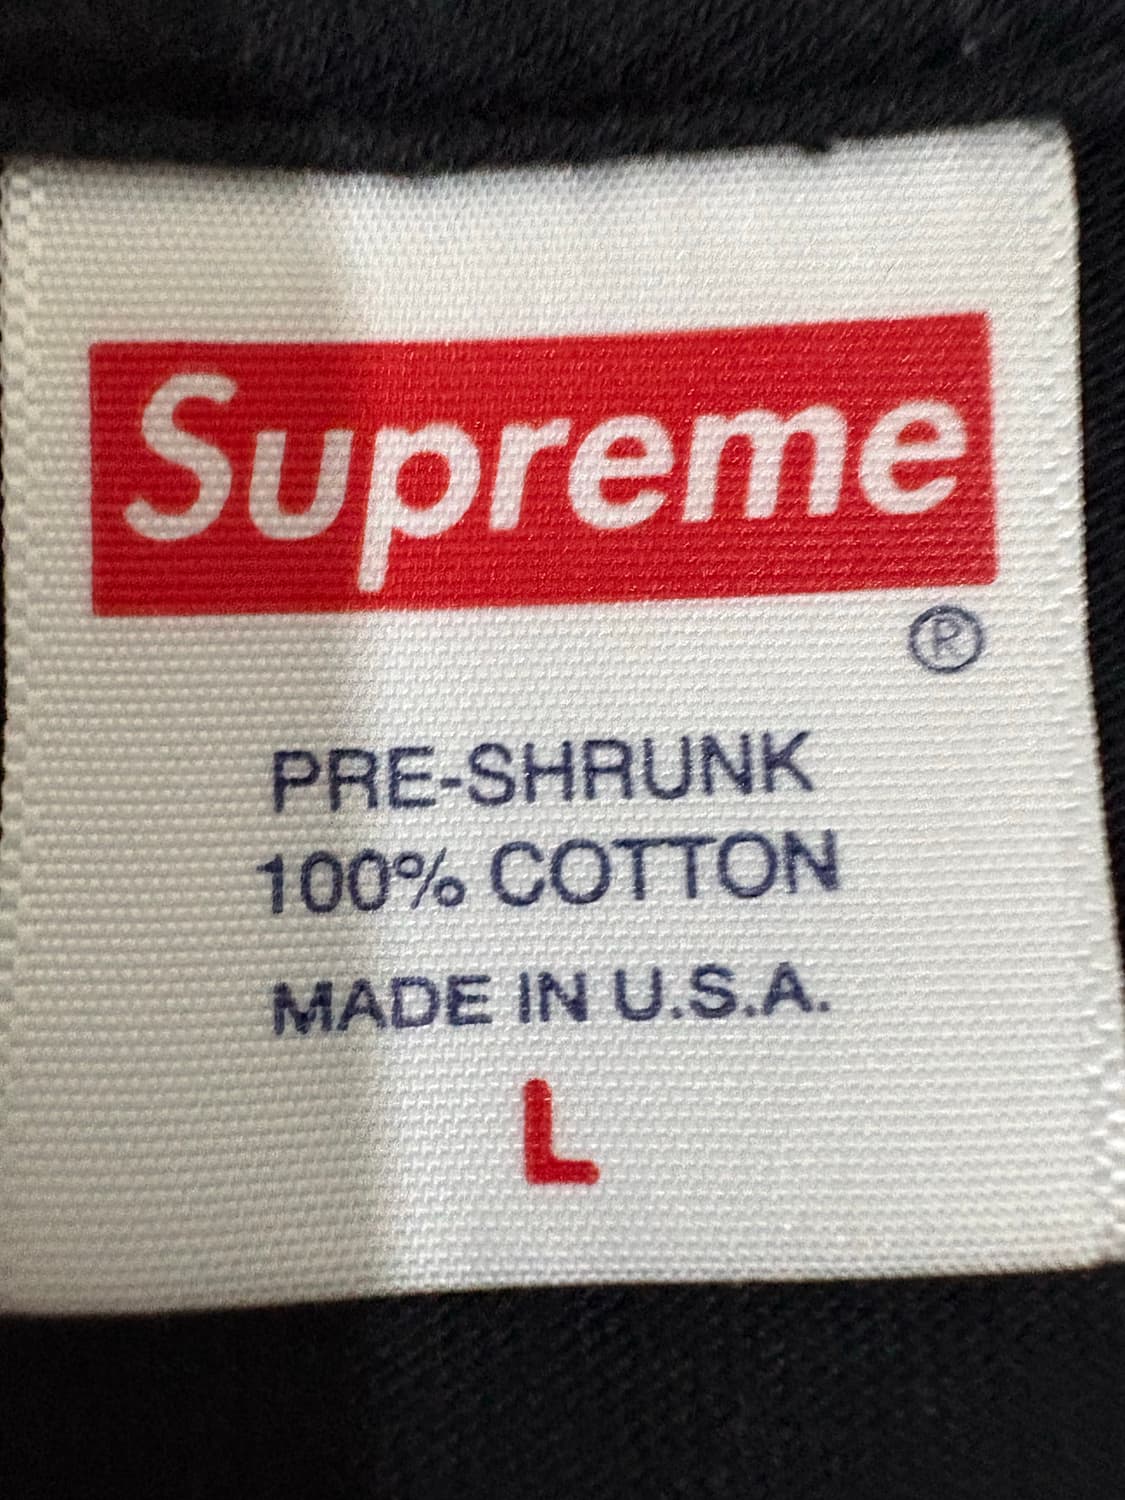 Supreme
®
PRE-SHRUNK
100% COTTON
MADE IN U.S.A.
L